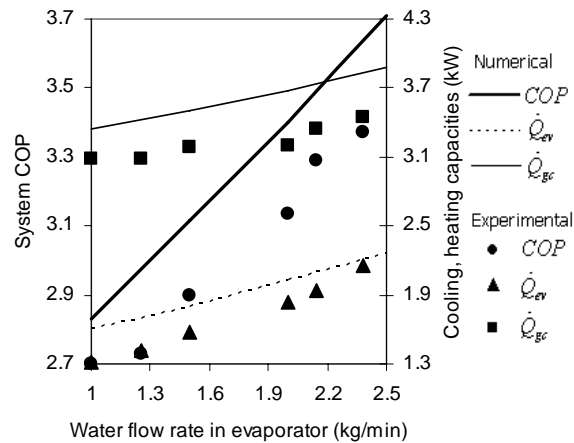 System COP
3.7
3.5
3.3
3.1
2.9
2.7
1
1.3
1.6
1.9
2.2
2.5
Water flow rate in evaporator (kg/min)
4.3
3.7
3.1
2.5
1.9
1.3
Cooling, heating capacities (kW)
Numerical
COP
Q̇ev
Q̇gc
Experimental
COP
Q̇ev
Q̇gc